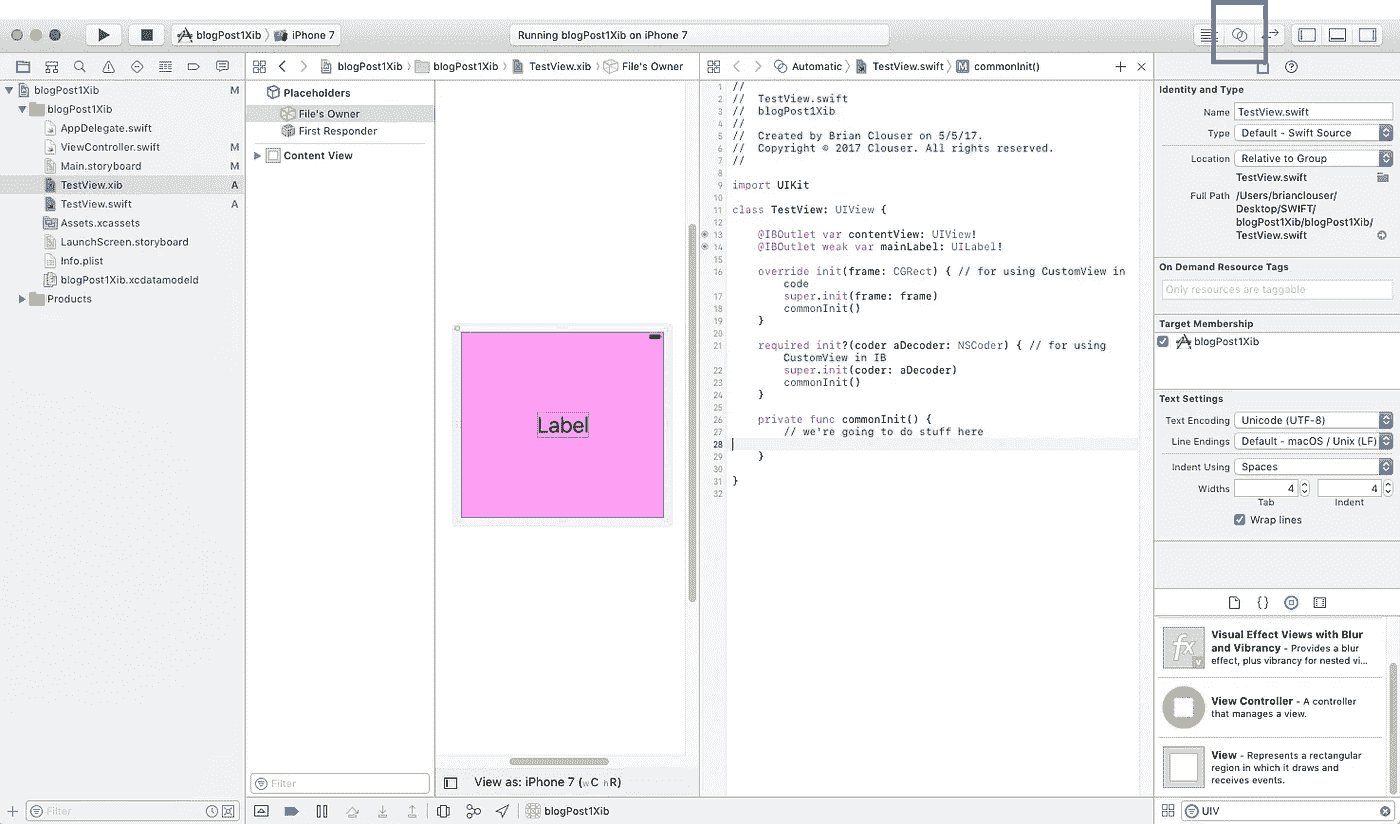 blogPost1Xib iPhone 7
Running blogPost1Xib on iPhone 7
blogPost1Xib M
blogPost1Xib
AppDelegate.swift
ViewController.swift M
Main.storyboard M
TestView.xib A
TestView.swift A
Assets.xcassets
LaunchScreen.storyboard
Info.plist
blogPost1Xib.xcdatamodeld
Products
Filter
blogPost1Xib blogPost1Xib TestView.xib File's Owner
Placeholders
File's Owner
First Responder
Content View
Filter
Label
View as: iPhone 7 (wC hR)
blogPost1Xib
Automatic TestView.swift M commonInit()
1 //
2 //  TestView.swift
3 //  blogPost1Xib
4 //
5 //  Created by Brian Clouser on 5/5/17.
6 //  Copyright © 2017 Clouser. All rights reserved.
7 //
8
9 import UIKit
10
11 class TestView: UIView {
12
13     @IBOutlet var contentView: UIView!
14     @IBOutlet weak var mainLabel: UILabel!
15
16     override init(frame: CGRect) { // for using CustomView in
code
17         super.init(frame: frame)
18         commonInit()
19     }
20
21     required init?(coder aDecoder: NSCoder) { // for using
CustomView in IB
22         super.init(coder: aDecoder)
23         commonInit()
24     }
25
26     private func commonInit() {
27         // we're going to do stuff here
28
29     }
30
31 }
32
Identity and Type
Name TestView.swift
Type Default - Swift Source
Location Relative to Group
TestView.swift
Full Path /Users/brianclouser/
Desktop/SWIFT/
blogPost1Xib/blogPost1Xib/
TestView.swift
On Demand Resource Tags
Only resources are taggable
Target Membership
blogPost1Xib
Text Settings
Text Encoding Unicode (UTF-8)
Line Endings Default - macOS / Unix (LF)
Indent Using Spaces
Widths 4 4
Tab Indent
Wrap lines
{ }
Visual Effect Views with Blur
and Vibrancy - Provides a blur
effect, plus vibrancy for nested vi...
View Controller - A controller
that manages a view.
View - Represents a rectangular
region in which it draws and
receives events.
UIV